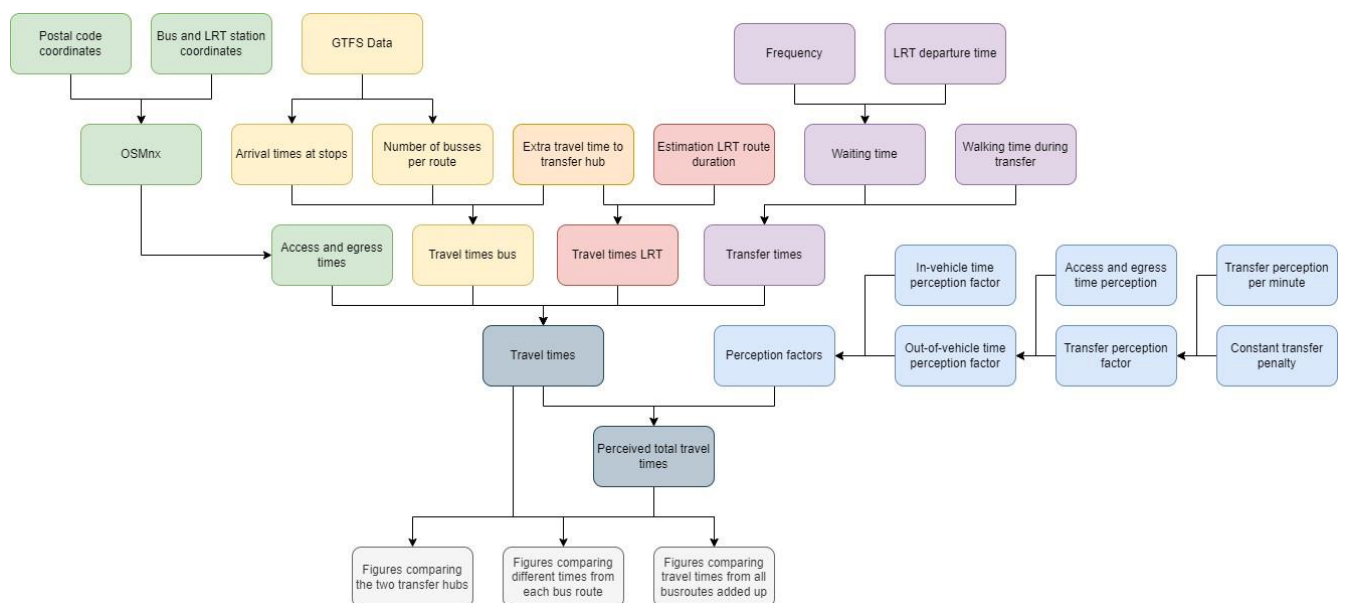 Postal code
coordinates
Bus and LRT station
coordinates
GTFS Data
Frequency
LRT departure time
OSMnx
Arrival times at stops
Number of busses
per route
Extra travel time to
transfer hub
Estimation LRT route
duration
Waiting time
Walking time during
transfer
Access and egress
times
Travel times bus
Travel times LRT
Transfer times
In-vehicle time
perception factor
Access and egress
time perception
Transfer perception
per minute
Travel times
Perception factors
Out-of-vehicle time
perception factor
Transfer perception
factor
Constant transfer
penalty
Perceived total travel
times
Figures comparing
the two transfer hubs
Figures comparing
different times from
each bus route
Figures comparing
travel times from all
busroutes added up